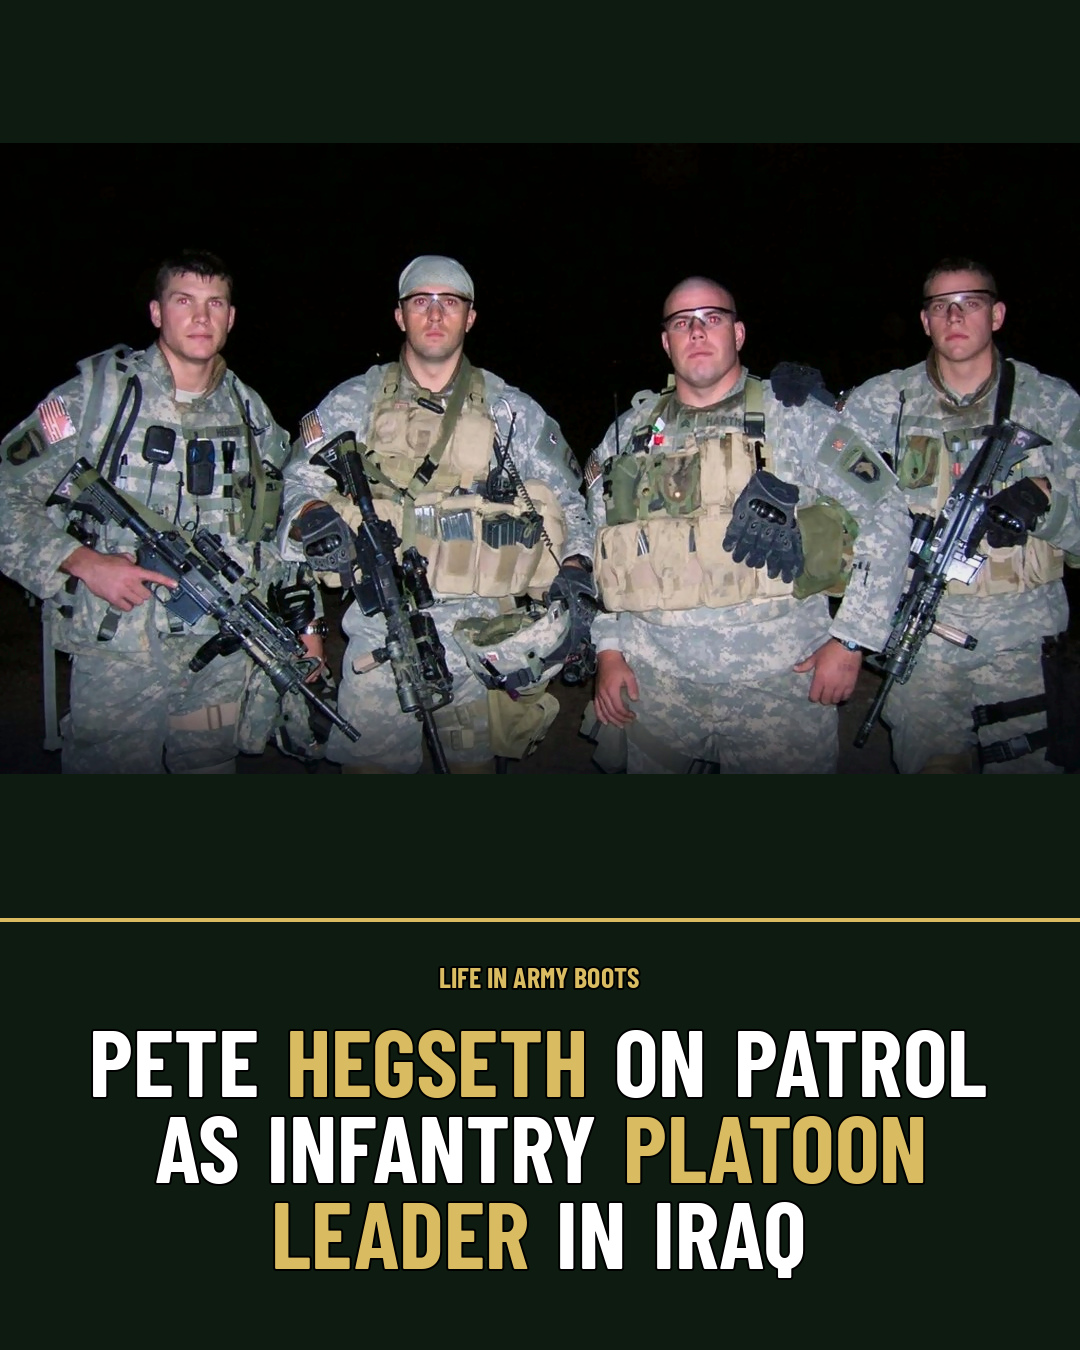 LIFE IN ARMY BOOTS
PETE HEGSETH ON PATROL
AS INFANTRY PLATOON
LEADER IN IRAQ